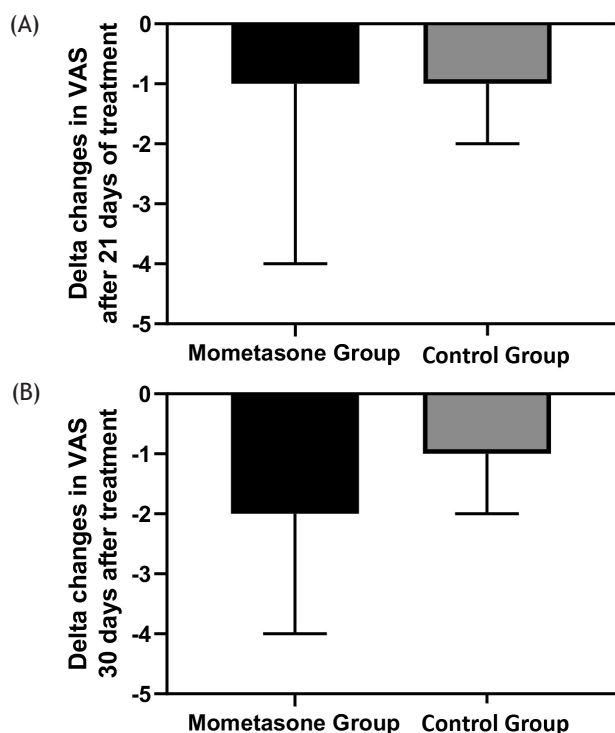 (A)
Delta changes in VAS
after 21 days of treatment
0
-1
-2
-3
-4
-5
Mometasone Group Control Group
(B)
Delta changes in VAS
30 days after treatment
0
-1
-2
-3
-4
-5
Mometasone Group Control Group